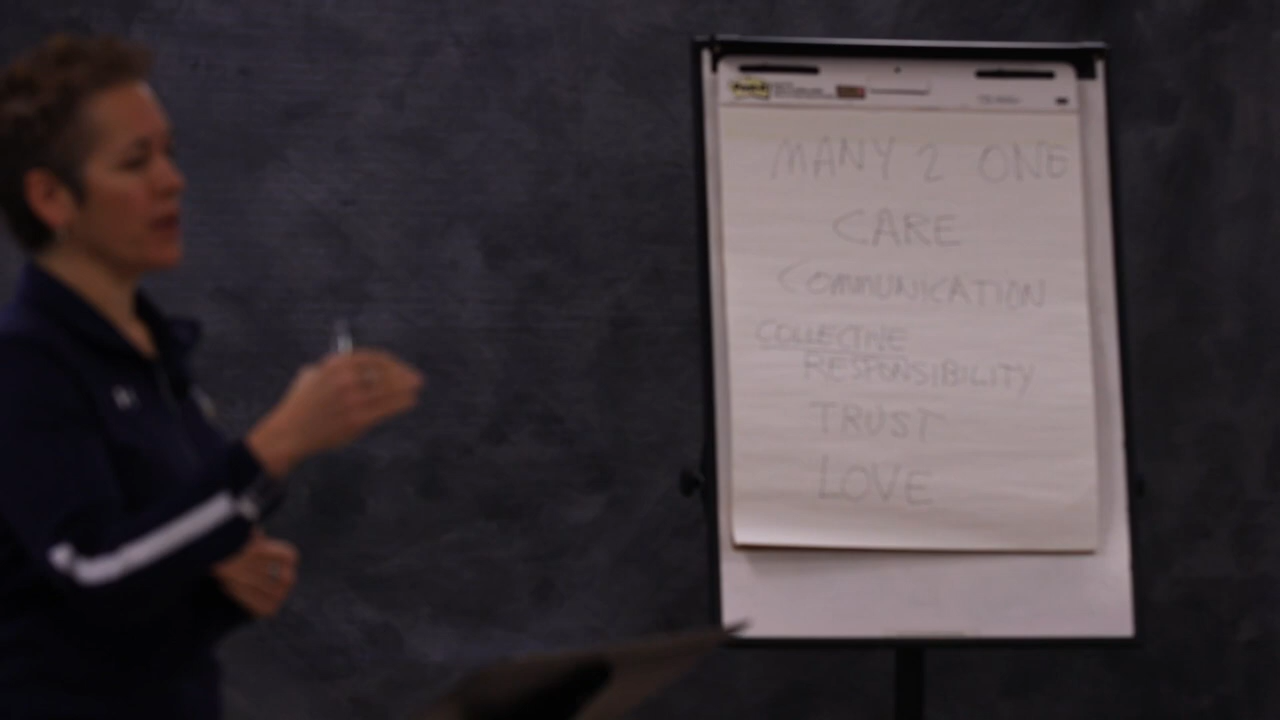 MANY 2 ONE
CARE
COMMUNICATION
COLLECTIVE
RESPONSIBILITY
TRUST
LOVE